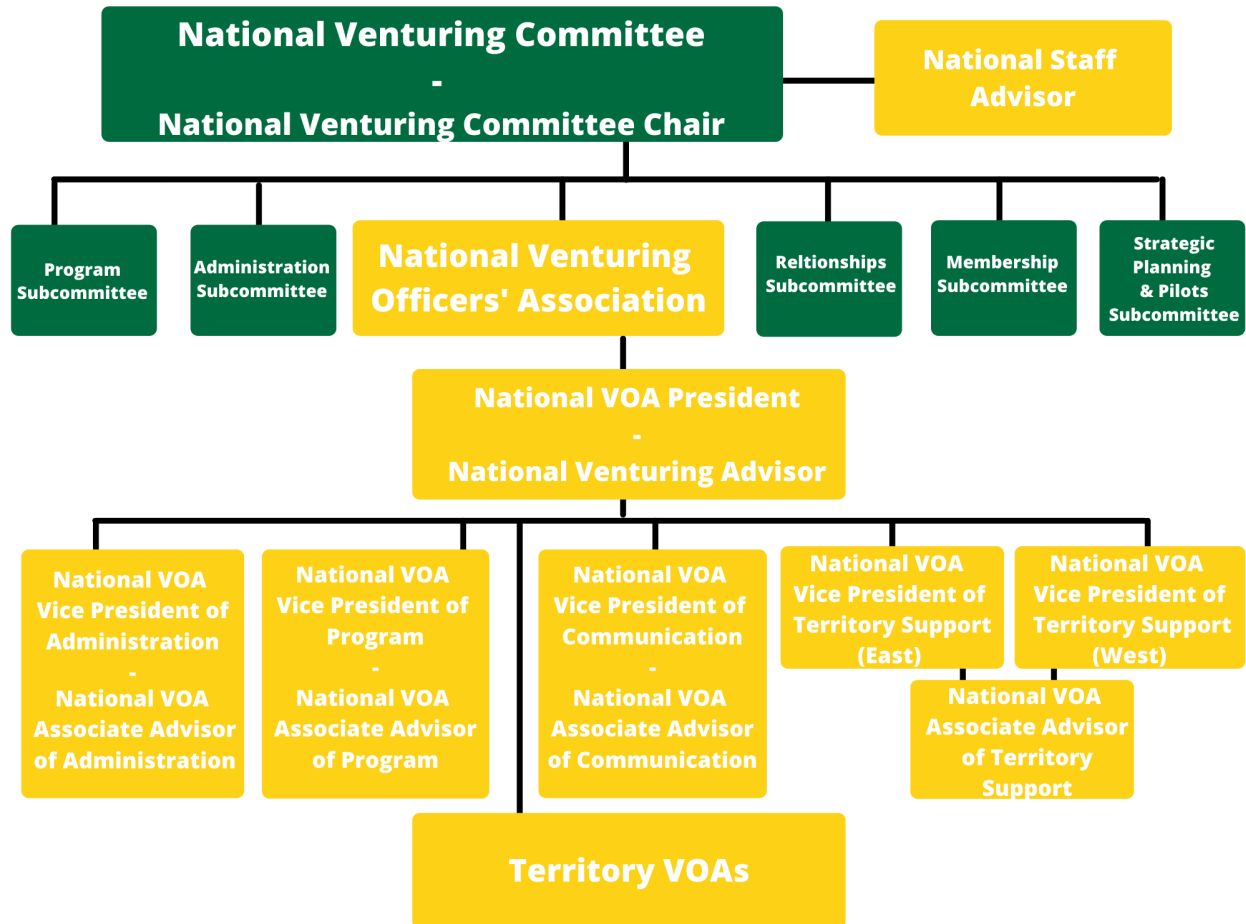 National Venturing Committee
-
National Venturing Committee Chair
National Staff
Advisor
Program
Subcommittee
Administration
Subcommittee
National Venturing
Officers' Association
Reltionships
Subcommittee
Membership
Subcommittee
Strategic
Planning
& Pilots
Subcommittee
National VOA President
-
National Venturing Advisor
National VOA
Vice President of
Administration
-
National VOA
Associate Advisor
of Administration
National VOA
Vice President of
Program
-
National VOA
Associate Advisor
of Program
National VOA
Vice President of
Communication
-
National VOA
Associate Advisor
of Communication
National VOA
Vice President of
Territory Support
(East)
National VOA
Vice President of
Territory Support
(West)
National VOA
Associate Advisor
of Territory
Support
Territory VOAs